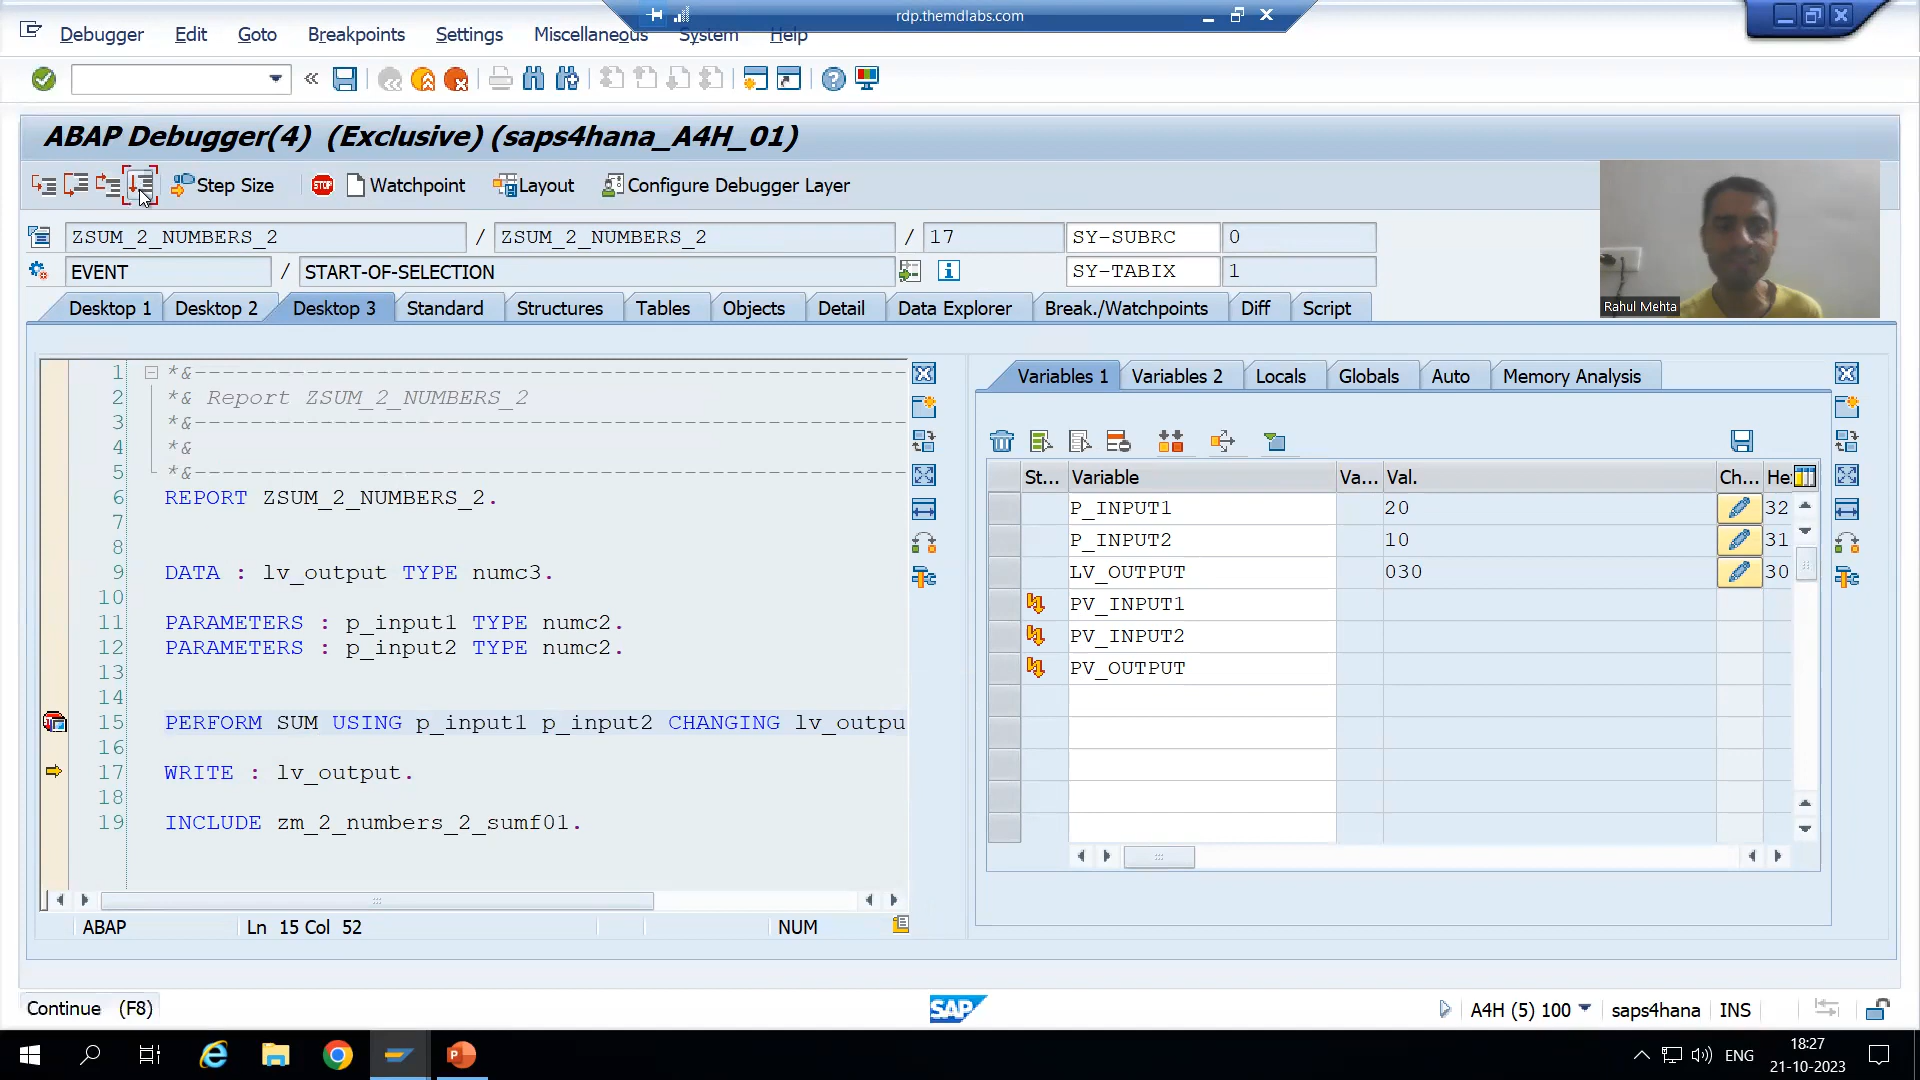 rdp.themdlabs.com
Debugger Edit Goto Breakpoints Settings Miscellaneous System Help
ABAP Debugger(4) (Exclusive) (saps4hana_A4H_01)
Step Size STOP Watchpoint Layout Configure Debugger Layer
ZSUM_2_NUMBERS_2 / ZSUM_2_NUMBERS_2 / 17 SY-SUBRC 0
EVENT / START-OF-SELECTION SY-TABIX 1
Rahul Mehta
Desktop 1 Desktop 2 Desktop 3 Standard Structures Tables Objects Detail Data Explorer Break./Watchpoints Diff Script
1 *&---------------------------------------------------------
2 *& Report ZSUM_2_NUMBERS_2
3 *&---------------------------------------------------------
4 *&
5 *&---------------------------------------------------------
6 REPORT ZSUM_2_NUMBERS_2.
7
8
9 DATA : lv_output TYPE numc3.
10
11 PARAMETERS : p_input1 TYPE numc2.
12 PARAMETERS : p_input2 TYPE numc2.
13
14
15 PERFORM SUM USING p_input1 p_input2 CHANGING lv_outpu
16
17 WRITE : lv_output.
18
19 INCLUDE zm_2_numbers_2_sumf01.
ABAP Ln 15 Col 52 NUM
Variables 1 Variables 2 Locals Globals Auto Memory Analysis
St... Variable Va... Val. Ch... He
P_INPUT1 20 32
P_INPUT2 10 31
LV_OUTPUT 030 30
PV_INPUT1
PV_INPUT2
PV_OUTPUT
Continue (F8)
SAP
A4H (5) 100 saps4hana INS
ENG
18:27
21-10-2023